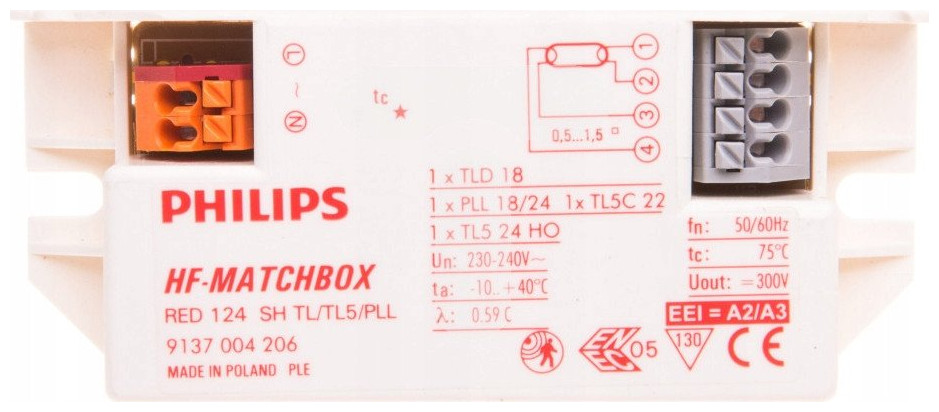 L
~
N
tc
1
2
3
4
0,5...1,5 □
PHILIPS
HF-MATCHBOX
RED 124 SH TL/TL5/PLL
9137 004 206
MADE IN POLAND PLE
1 x TLD 18
1 x PLL 18/24 1x TL5C 22
1 x TL5 24 HO
Un: 230-240V~
ta: -10..+40°C
λ: 0.59 C
fn: 50/60Hz
tc: 75°C
Uout: =300V
EEI = A2/A3
EN
EC
05
130
CE